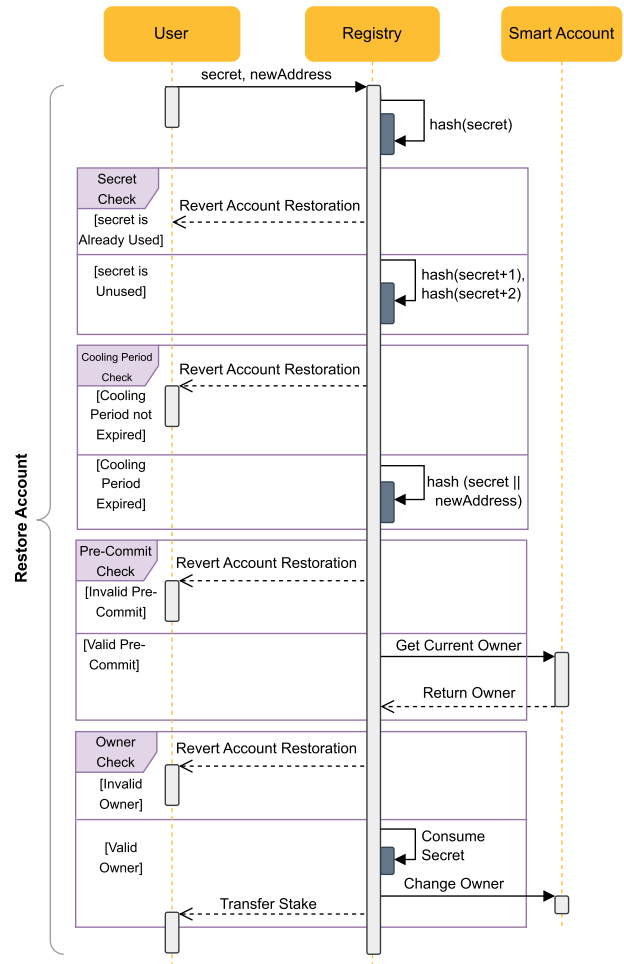 User
Registry
Smart Account
secret, newAddress
hash(secret)
Secret
Check
Revert Account Restoration
[secret is
Already Used]
[secret is
Unused]
hash(secret+1),
hash(secret+2)
Cooling Period
Check
Revert Account Restoration
[Cooling
Period not
Expired]
[Cooling
Period
Expired]
hash (secret ||
newAddress)
Restore Account
Pre-Commit
Check
Revert Account Restoration
[Invalid Pre-
Commit]
[Valid Pre-
Commit]
Get Current Owner
Return Owner
Owner
Check
Revert Account Restoration
[Invalid
Owner]
[Valid
Owner]
Consume
Secret
Change Owner
Transfer Stake